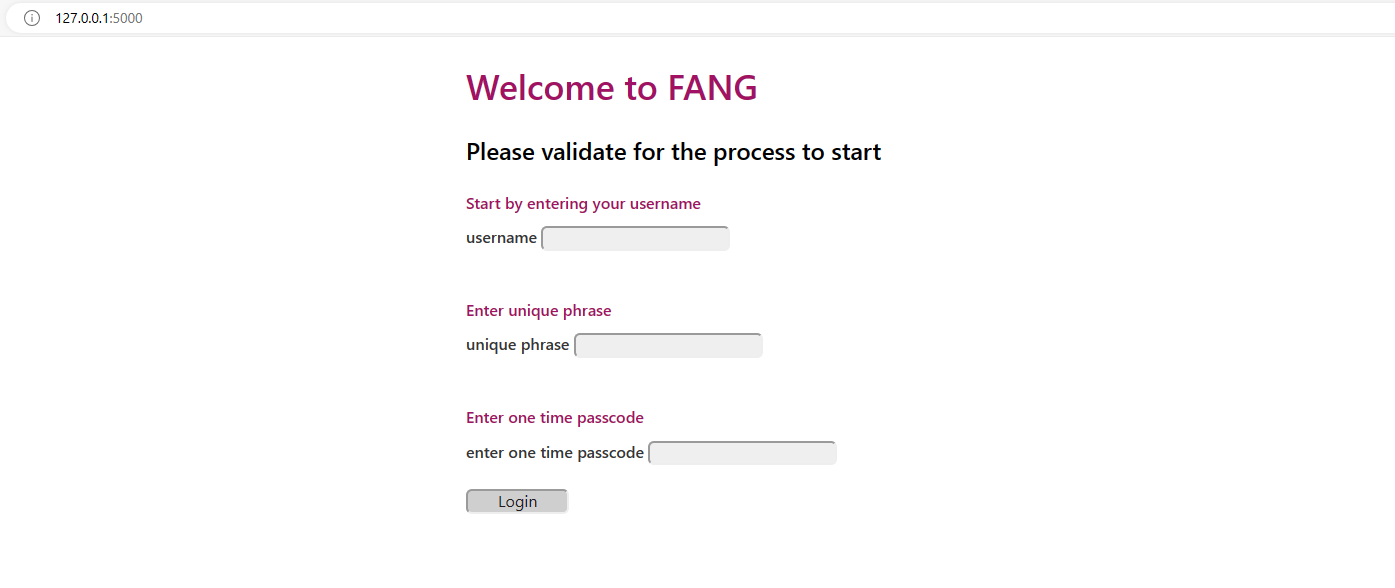 127.0.0.1:5000
Welcome to FANG
Please validate for the process to start
Start by entering your username
username
Enter unique phrase
unique phrase
Enter one time passcode
enter one time passcode
Login